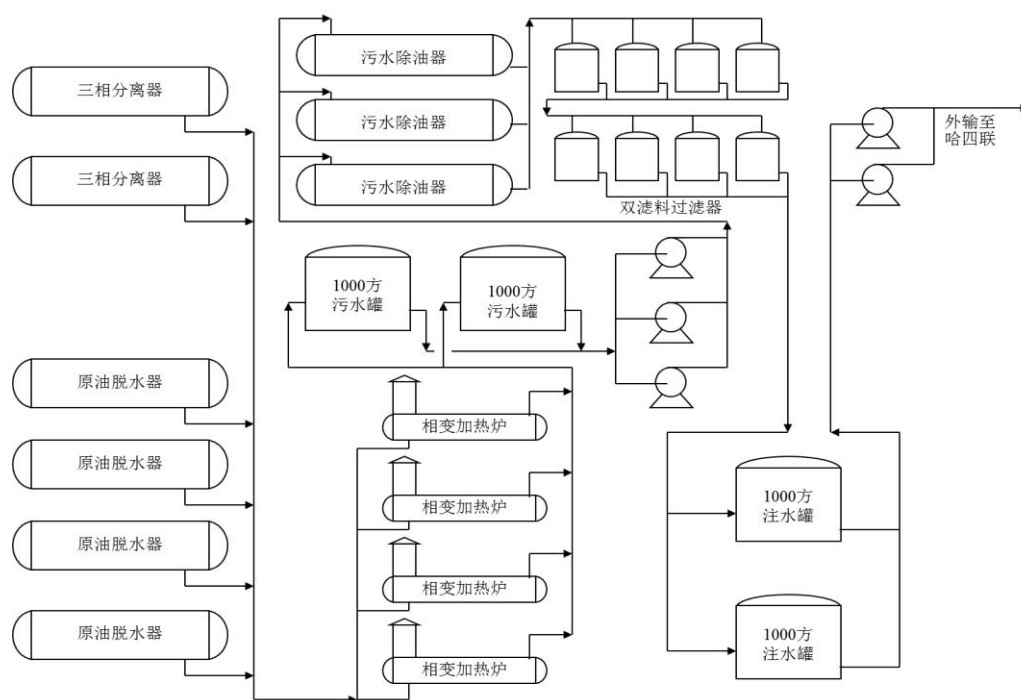 三相分离器
三相分离器
原油脱水器
原油脱水器
原油脱水器
原油脱水器
污水除油器
污水除油器
污水除油器
双滤料过滤器
外输至
哈四联
1000方
污水罐
1000方
污水罐
相变加热炉
相变加热炉
相变加热炉
相变加热炉
1000方
注水罐
1000方
注水罐